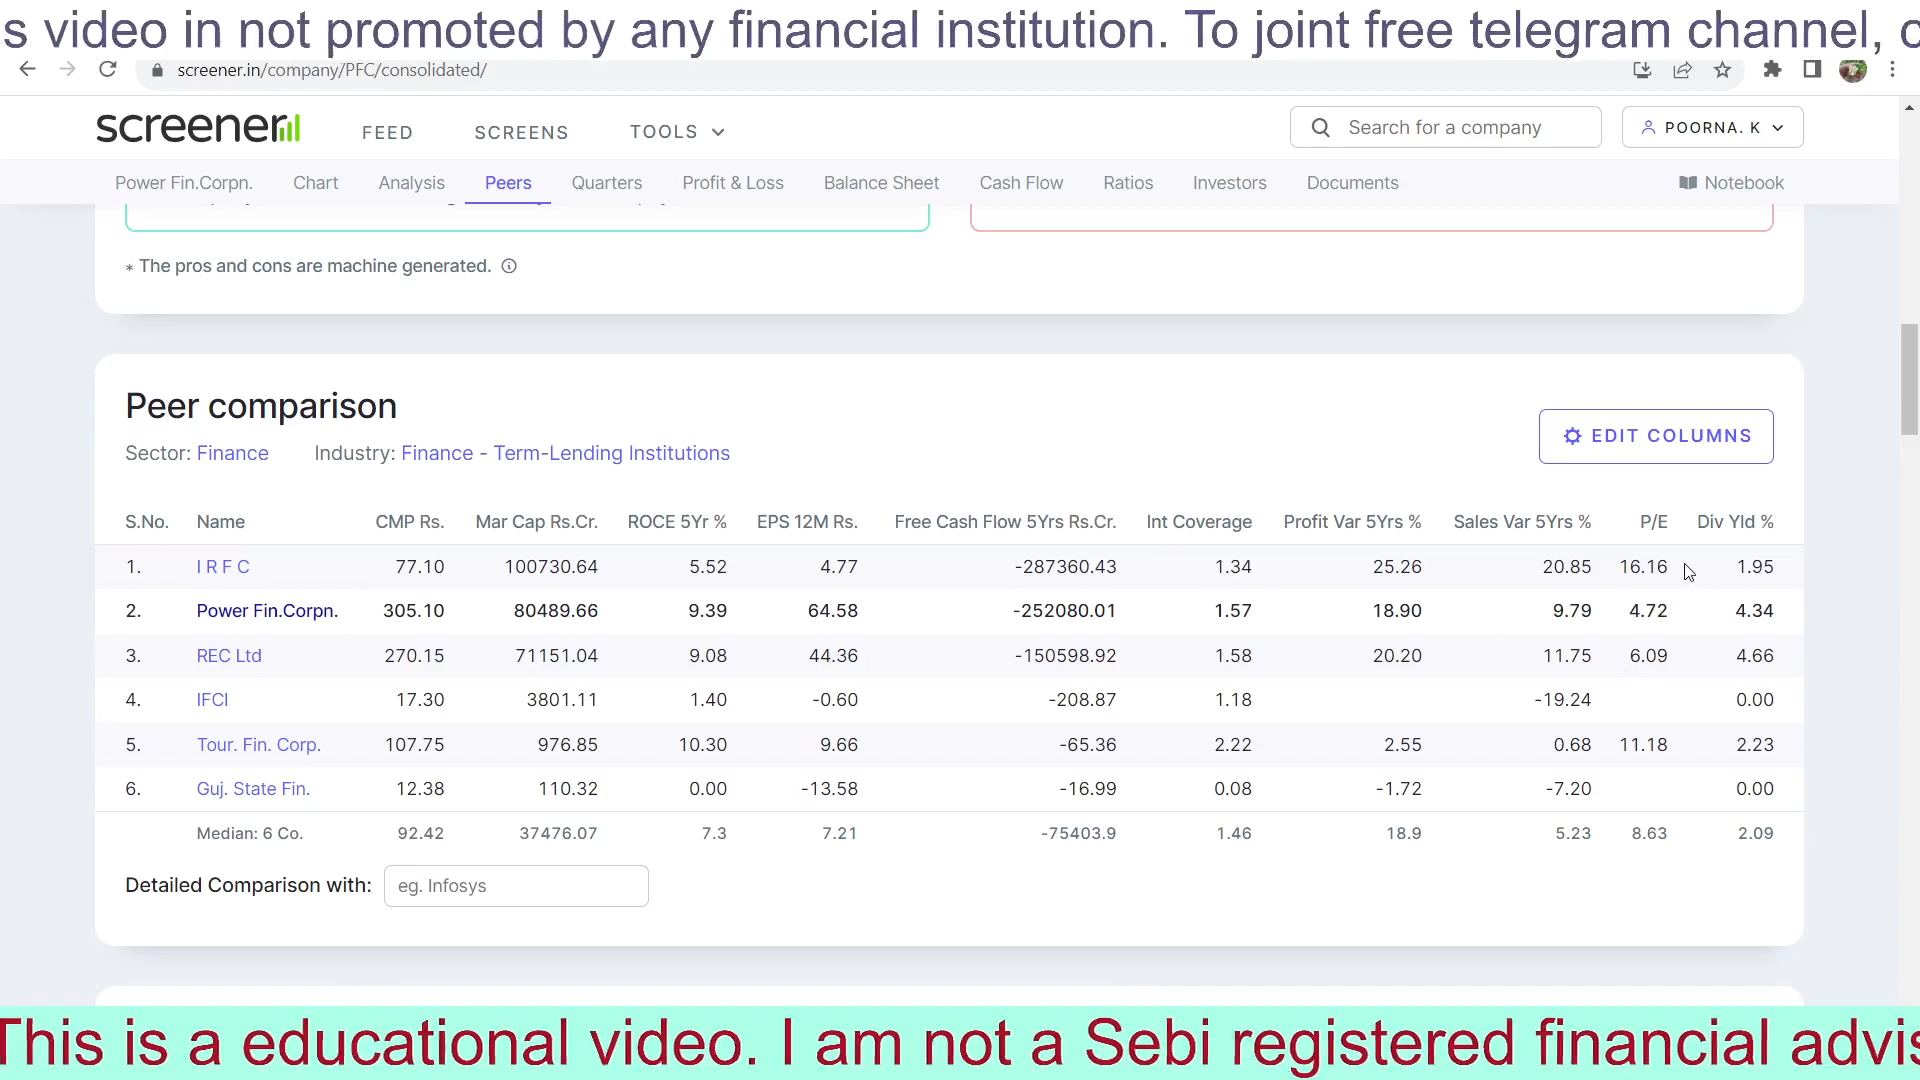 s video in not promoted by any financial institution. To joint free telegram channel, c
screener.in/company/PFC/consolidated/
screener
FEED SCREENS TOOLS
Search for a company
POORNA. K
Power Fin.Corpn. Chart Analysis Peers Quarters Profit & Loss Balance Sheet Cash Flow Ratios Investors Documents Notebook
* The pros and cons are machine generated.
Peer comparison
Sector: Finance Industry: Finance - Term-Lending Institutions
EDIT COLUMNS
S.No. Name CMP Rs. Mar Cap Rs.Cr. ROCE 5Yr % EPS 12M Rs. Free Cash Flow 5Yrs Rs.Cr. Int Coverage Profit Var 5Yrs % Sales Var 5Yrs % P/E Div Yld %
1. I R F C 77.10 100730.64 5.52 4.77 -287360.43 1.34 25.26 20.85 16.16 1.95
2. Power Fin.Corpn. 305.10 80489.66 9.39 64.58 -252080.01 1.57 18.90 9.79 4.72 4.34
3. REC Ltd 270.15 71151.04 9.08 44.36 -150598.92 1.58 20.20 11.75 6.09 4.66
4. IFCI 17.30 3801.11 1.40 -0.60 -208.87 1.18 -19.24 0.00
5. Tour. Fin. Corp. 107.75 976.85 10.30 9.66 -65.36 2.22 2.55 0.68 11.18 2.23
6. Guj. State Fin. 12.38 110.32 0.00 -13.58 -16.99 0.08 -1.72 -7.20 0.00
Median: 6 Co. 92.42 37476.07 7.3 7.21 -75403.9 1.46 18.9 5.23 8.63 2.09
Detailed Comparison with: eg. Infosys
This is a educational video. I am not a Sebi registered financial advis